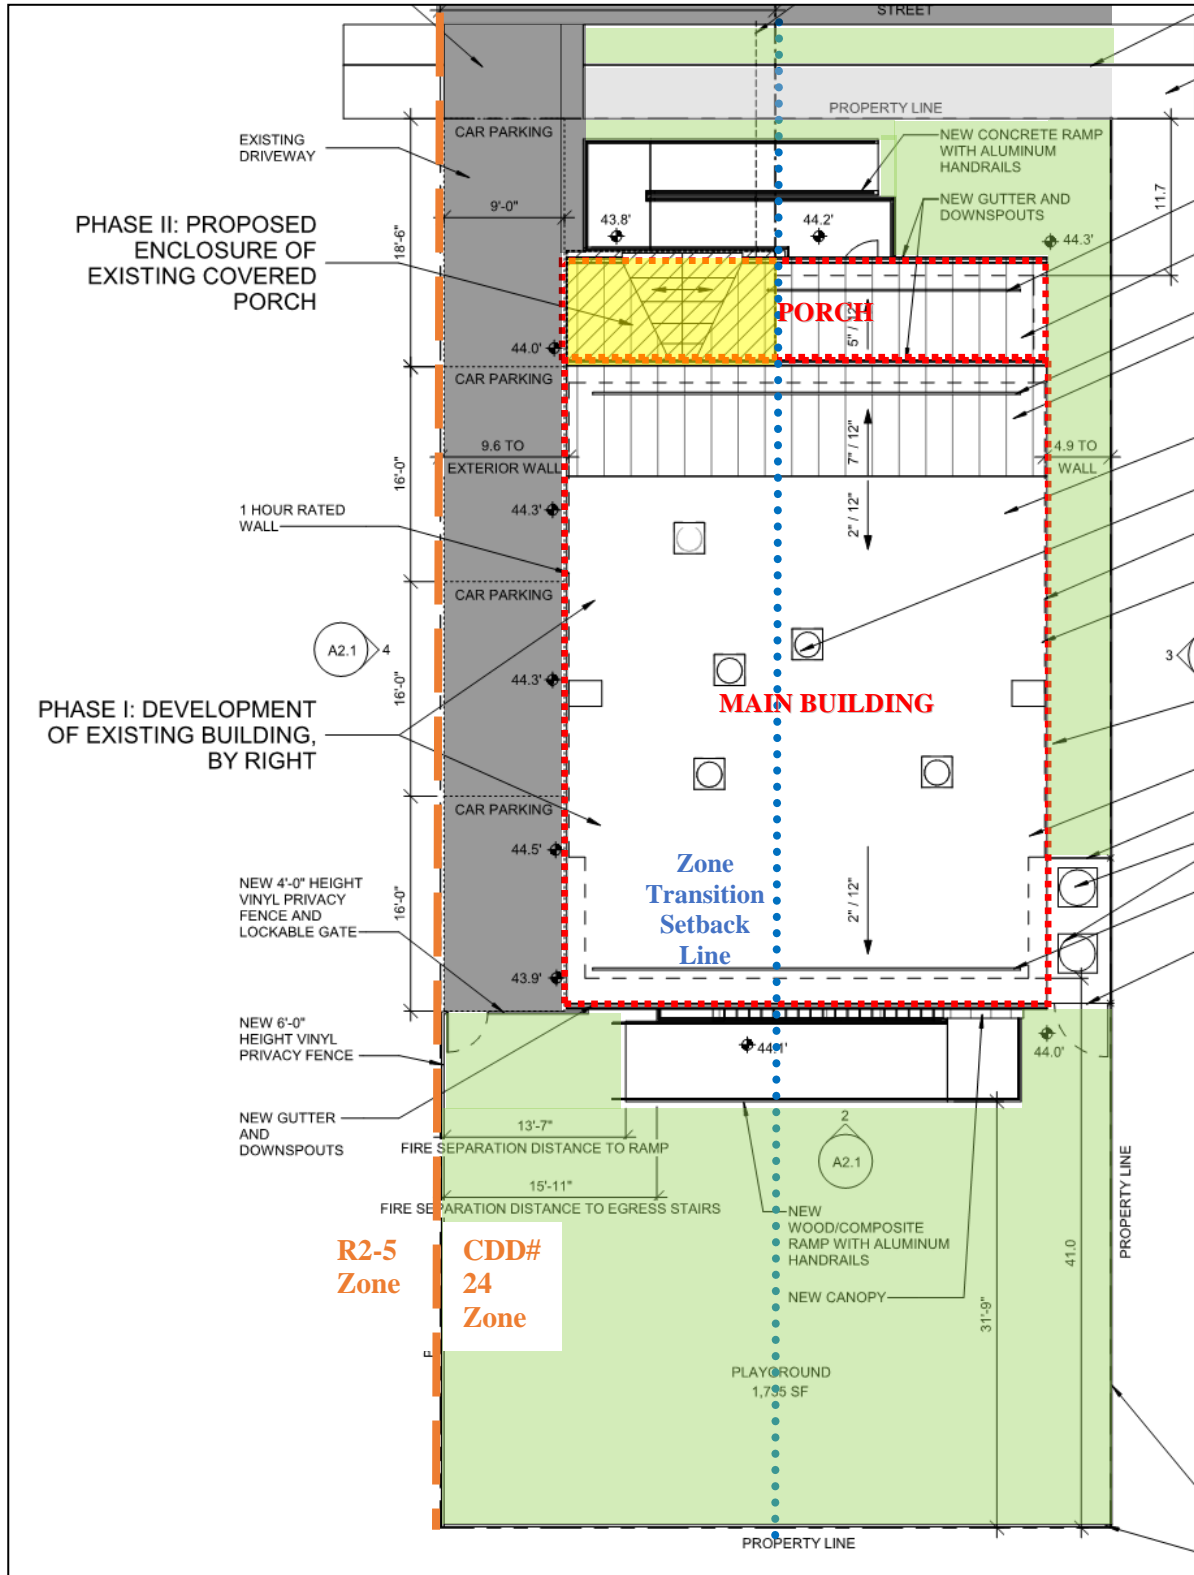 STREET
PROPERTY LINE
CAR PARKING
EXISTING
DRIVEWAY
NEW CONCRETE RAMP
WITH ALUMINUM
HANDRAILS
11.7
9'-0"
43.8'
44.2'
NEW GUTTER AND
DOWNSPOUTS
44.3'
PHASE II: PROPOSED
ENCLOSURE OF
EXISTING COVERED
PORCH
18'-6"
PORCH
5" / 12"
44.0'
CAR PARKING
9.6 TO
EXTERIOR WALL
7" / 12"
4.9 TO
WALL
16'-0"
1 HOUR RATED
WALL
44.3'
2" / 12"
CAR PARKING
A2.1
4
3
16'-0"
44.3'
MAIN BUILDING
PHASE I: DEVELOPMENT
OF EXISTING BUILDING,
BY RIGHT
CAR PARKING
44.5'
Zone
Transition
Setback
Line
2" / 12"
NEW 4'-0" HEIGHT
VINYL PRIVACY
FENCE AND
LOCKABLE GATE
16'-0"
43.9'
NEW 6'-0"
HEIGHT VINYL
PRIVACY FENCE
44.1'
44.0'
NEW GUTTER
AND
DOWNSPOUTS
13'-7"
FIRE SEPARATION DISTANCE TO RAMP
2
A2.1
15'-11"
FIRE SEPARATION DISTANCE TO EGRESS STAIRS
NEW
WOOD/COMPOSITE
RAMP WITH ALUMINUM
HANDRAILS
PROPERTY LINE
41.0
R2-5
Zone
CDD#
24
Zone
NEW CANOPY
31'-9"
PLAYGROUND
1,735 SF
PROPERTY LINE